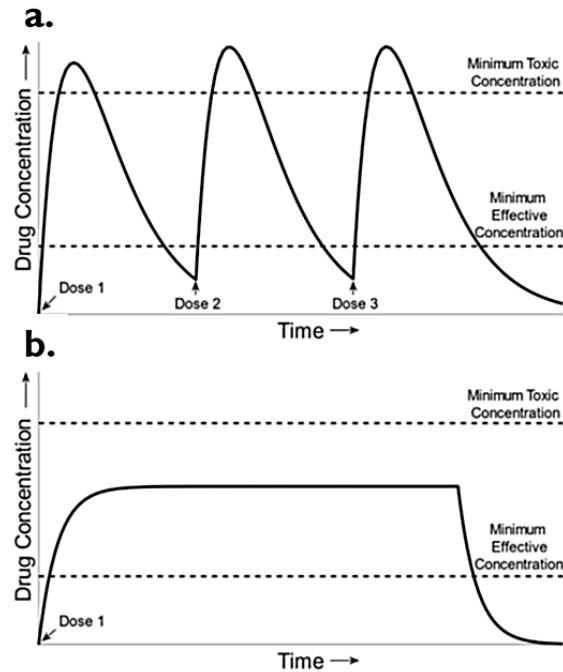 a.
Drug Concentration
Minimum Toxic
Concentration
Minimum
Effective
Concentration
Dose 1
Dose 2
Dose 3
Time
b.
Drug Concentration
Minimum Toxic
Concentration
Minimum
Effective
Concentration
Dose 1
Time